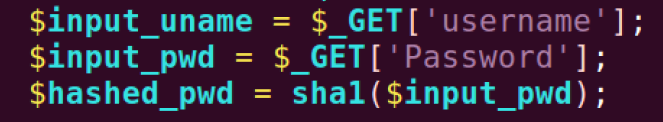 $input_uname = $_GET['username'];
$input_pwd = $_GET['Password'];
$hashed_pwd = sha1($input_pwd);